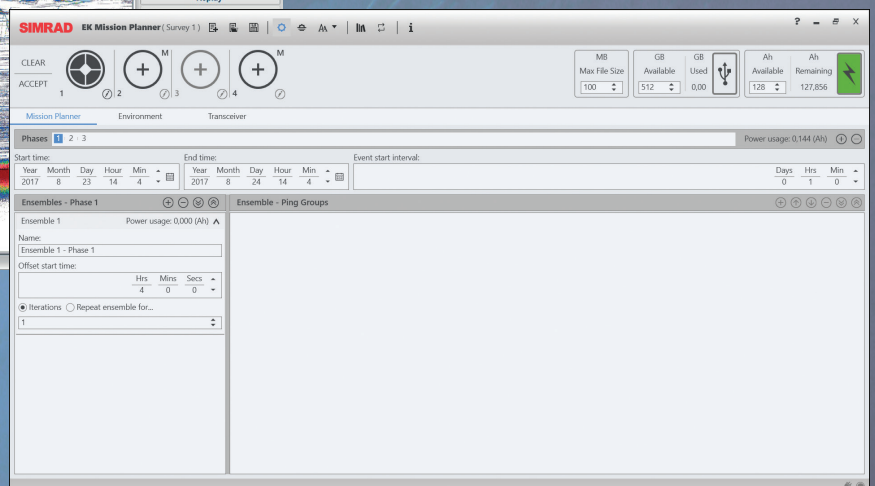 Replay
SIMRAD EK Mission Planner ( Survey 1 ) AA i ? 
CLEAR
ACCEPT
1 2 M 3 4 M
MB
Max File Size
100
GB GB
Available Used
512 0,00
Ah Ah
Available Remaining
128 127,856
Mission Planner Environment Transceiver
Phases 1 2 3 Power usage: 0,144 (Ah)
Start time: End time: Event start interval:
Year Month Day Hour Min Year Month Day Hour Min Days Hrs Min
2017 8 23 14 4 2017 8 24 14 4 0 1 0
Ensembles - Phase 1 Ensemble - Ping Groups
Ensemble 1 Power usage: 0,000 (Ah)
Name:
Ensemble 1 - Phase 1
Offset start time:
Hrs Mins Secs
4 0 0
Iterations Repeat ensemble for...
1